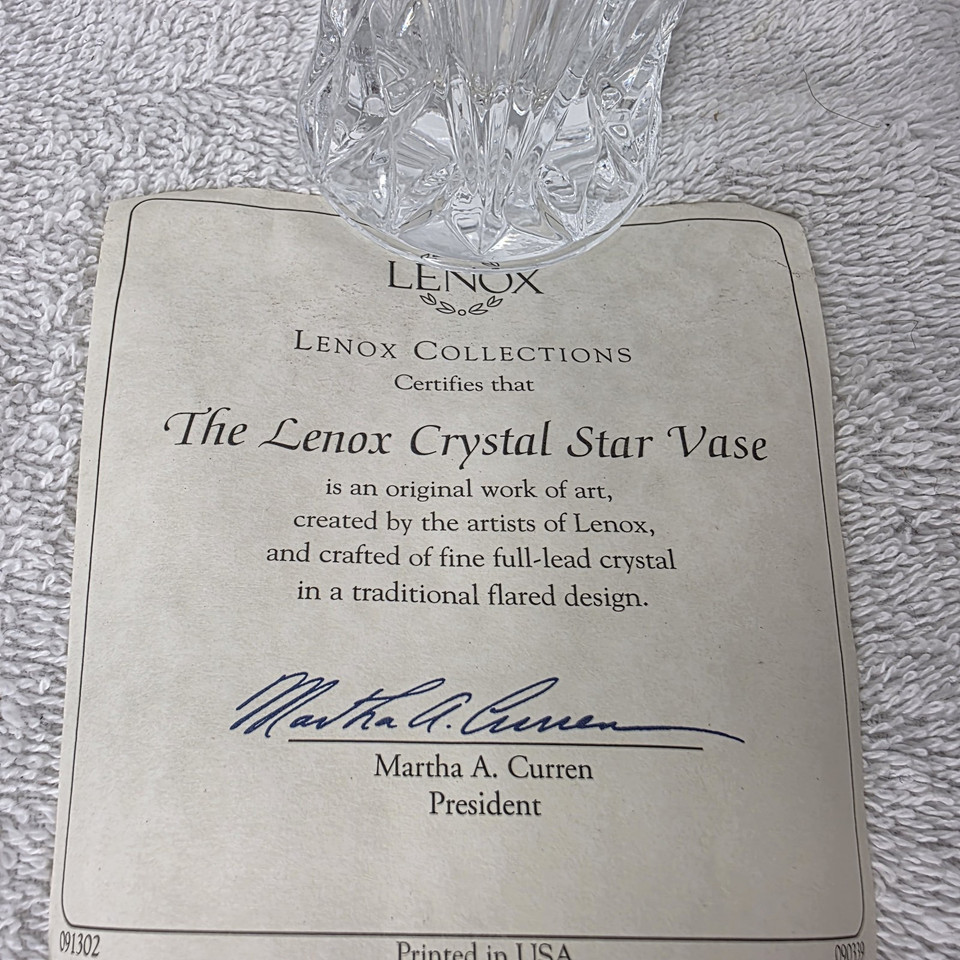 LENOX
LENOX COLLECTIONS
Certifies that
The Lenox Crystal Star Vase
is an original work of art,
created by the artists of Lenox,
and crafted of fine full-lead crystal
in a traditional flared design.
Martha A. Curren
Martha A. Curren
President
091302 Printed in USA 090339